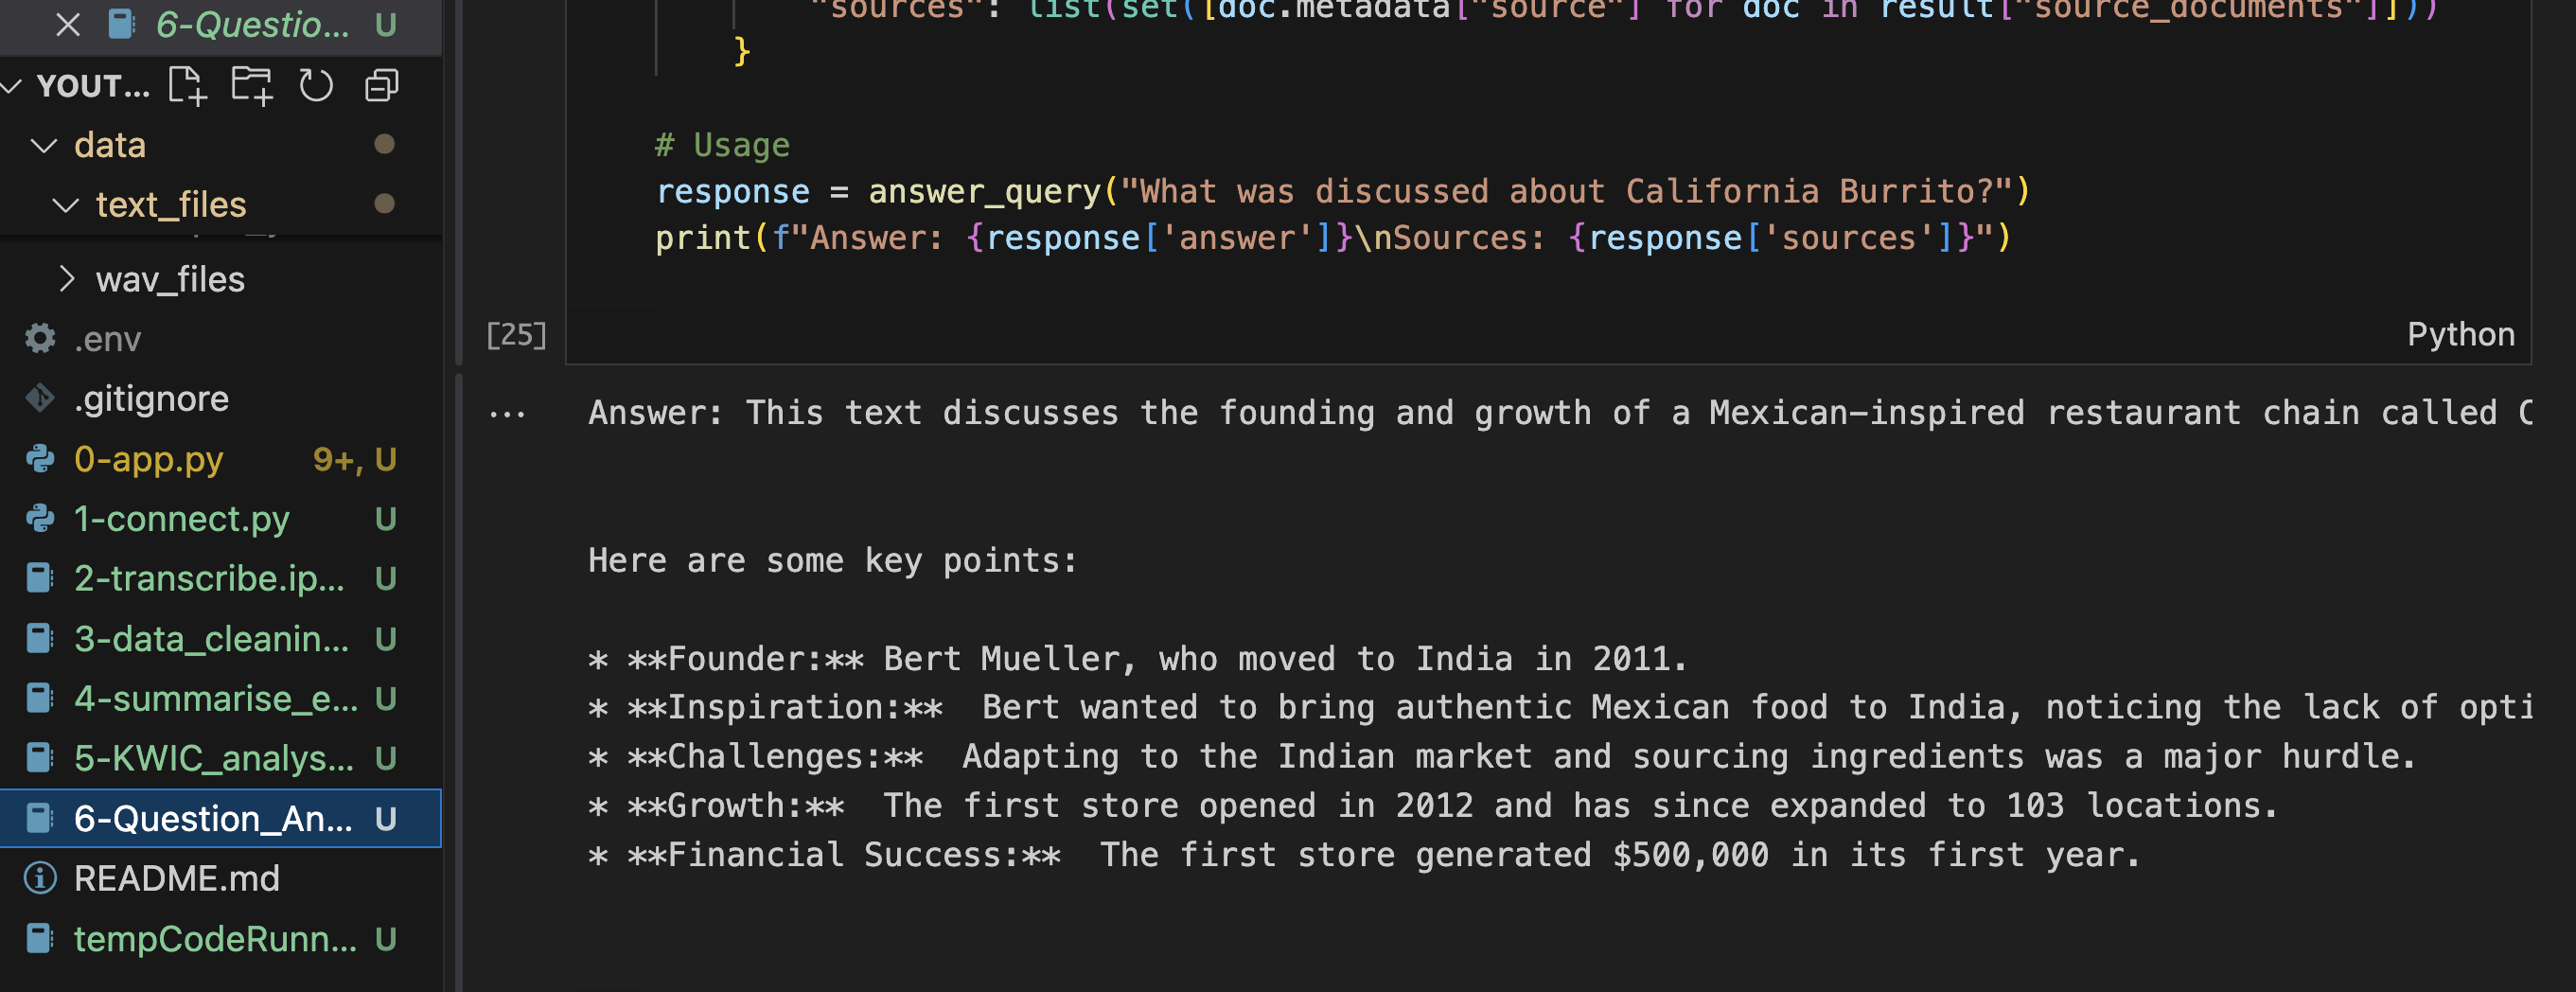 6-Questio... U
YOUT...
data
text_files
wav_files
.env
.gitignore
0-app.py 9+, U
1-connect.py U
2-transcribe.ip... U
3-data_cleanin... U
4-summarise_e... U
5-KWIC_analys... U
6-Question_An... U
README.md
tempCodeRunn... U
"sources": list(set([doc.metadata["source"] for doc in result["source_documents"]]))
}
# Usage
response = answer_query("What was discussed about California Burrito?")
print(f"Answer: {response['answer']}\nSources: {response['sources']}")
[25]
Python
... Answer: This text discusses the founding and growth of a Mexican-inspired restaurant chain called C
Here are some key points:
* **Founder:** Bert Mueller, who moved to India in 2011.
* **Inspiration:**  Bert wanted to bring authentic Mexican food to India, noticing the lack of opti
* **Challenges:**  Adapting to the Indian market and sourcing ingredients was a major hurdle.
* **Growth:**  The first store opened in 2012 and has since expanded to 103 locations.
* **Financial Success:**  The first store generated $500,000 in its first year.